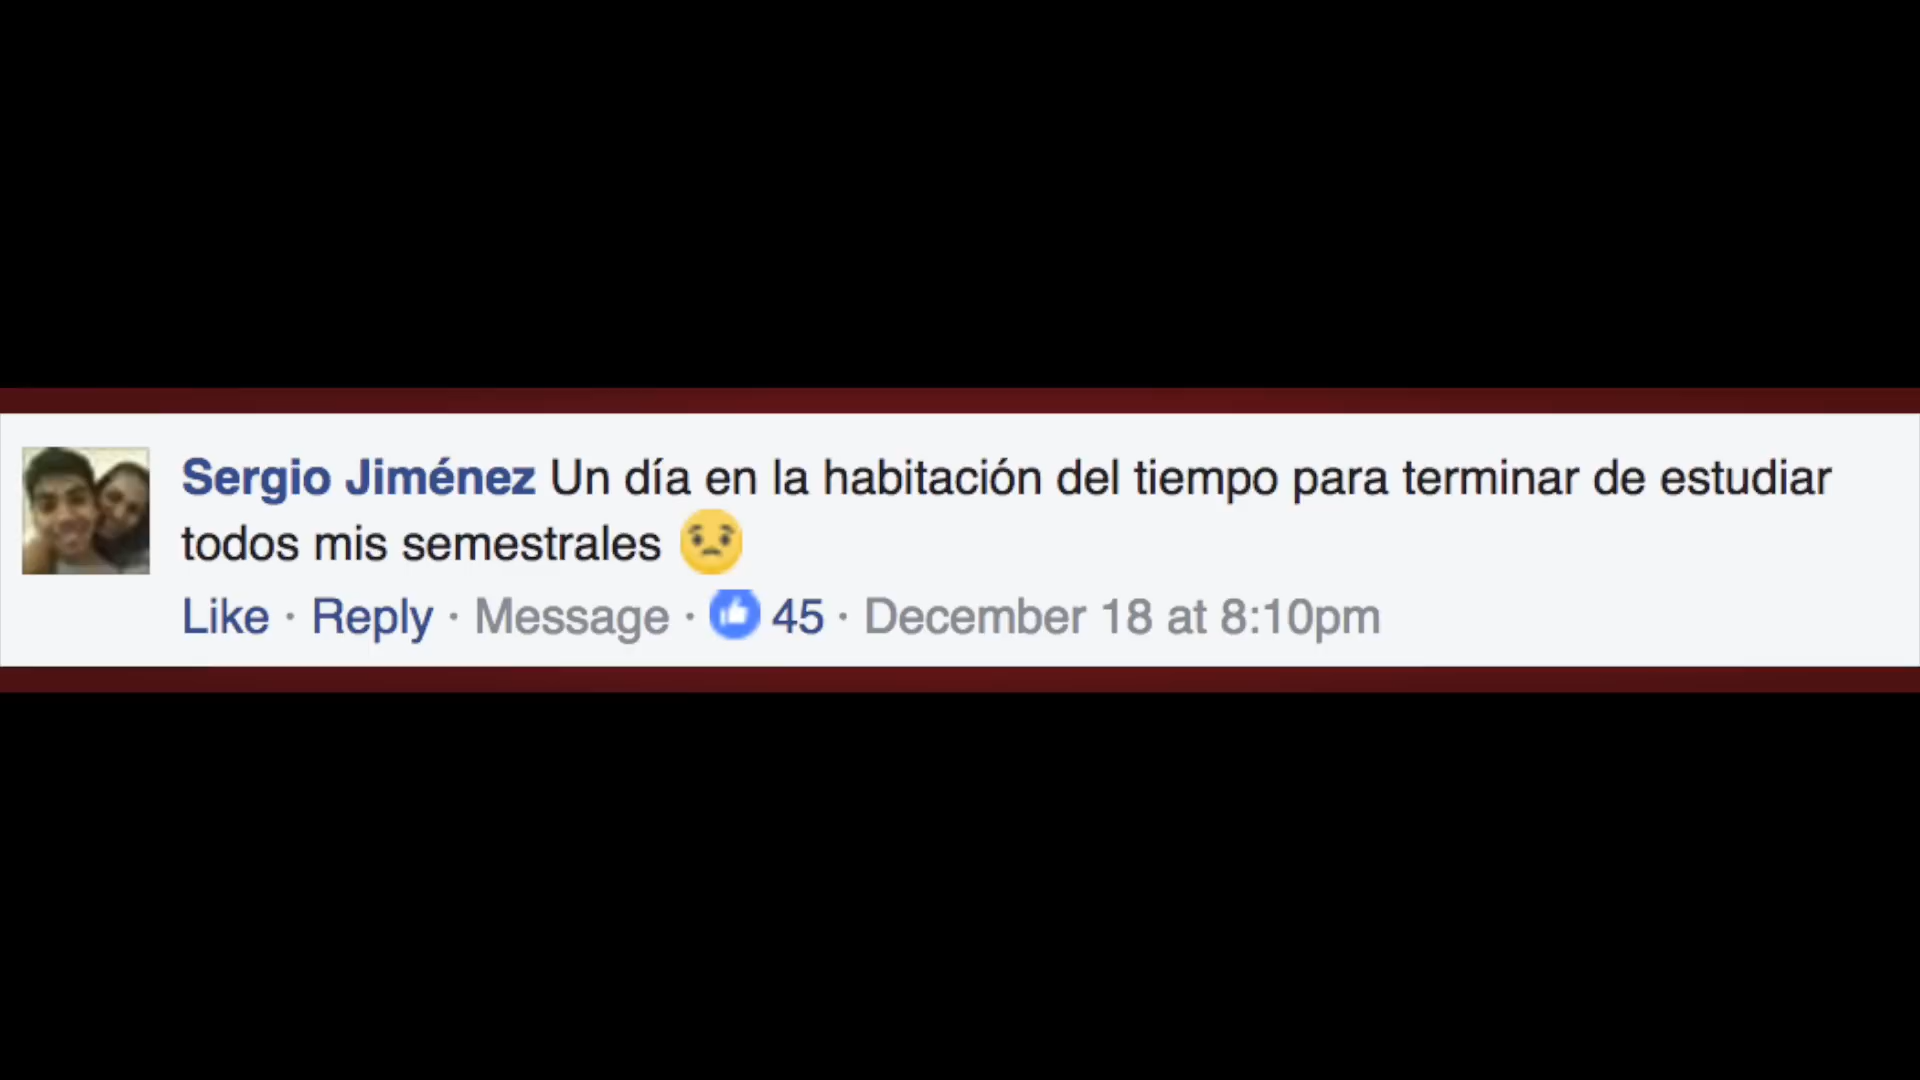 Sergio Jiménez Un día en la habitación del tiempo para terminar de estudiar
todos mis semestrales 😟
Like · Reply · Message · 45 · December 18 at 8:10pm